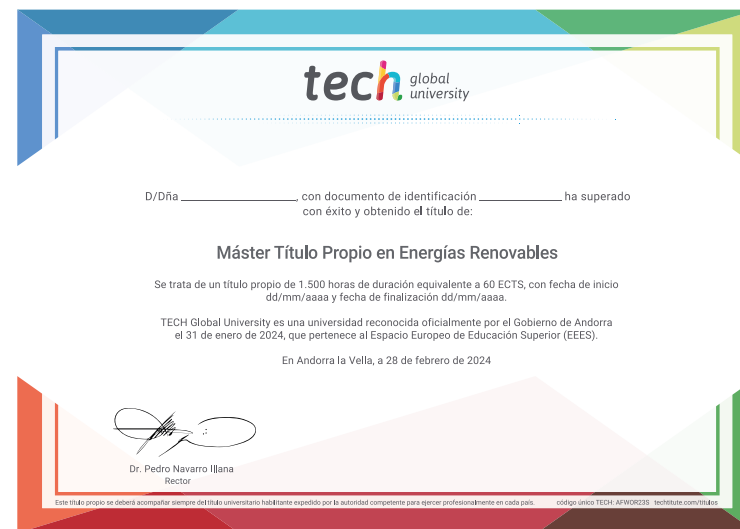 tech global university
D/Dña ______________, con documento de identificación ______________ ha superado
con éxito y obtenido el título de:
Máster Título Propio en Energías Renovables
Se trata de un título propio de 1.500 horas de duración equivalente a 60 ECTS, con fecha de inicio
dd/mm/aaaa y fecha de finalización dd/mm/aaaa.
TECH Global University es una universidad reconocida oficialmente por el Gobierno de Andorra
el 31 de enero de 2024, que pertenece al Espacio Europeo de Educación Superior (EEES).
En Andorra la Vella, a 28 de febrero de 2024
Dr. Pedro Navarro Illana
Rector
Este título propio se deberá acompañar siempre del título universitario habilitante expedido por la autoridad competente para ejercer profesionalmente en cada país. código único TECH: AFWOR23S techtitute.com/titulos